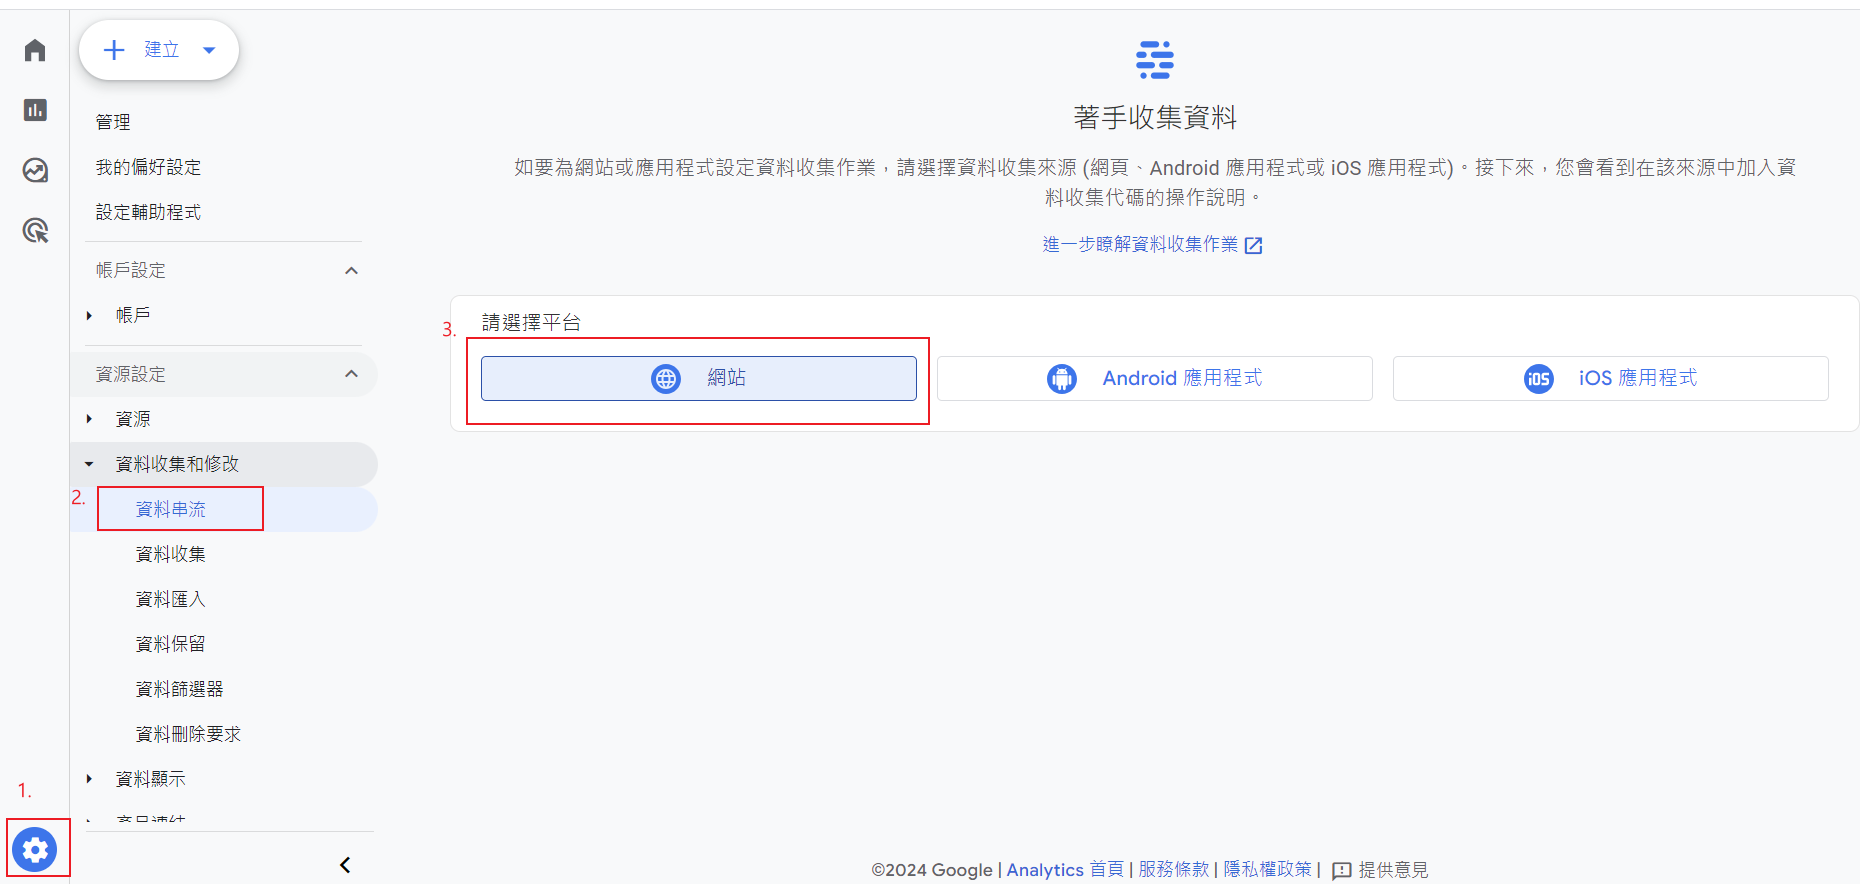 建立
管理
我的偏好設定
設定輔助程式
帳戶設定
帳戶
資源設定
資源
資料收集和修改
2.
資料串流
資料收集
資料匯入
資料保留
資料篩選器
資料刪除要求
資料顯示
產品連結
1.
著手收集資料
如要為網站或應用程式設定資料收集作業，請選擇資料收集來源 (網頁、Android 應用程式或 iOS 應用程式)。接下來，您會看到在該來源中加入資
料收集代碼的操作說明。
進一步瞭解資料收集作業
3.
請選擇平台
網站
Android 應用程式
iOS iOS 應用程式
©2024 Google | Analytics 首頁 | 服務條款 | 隱私權政策 | 提供意見